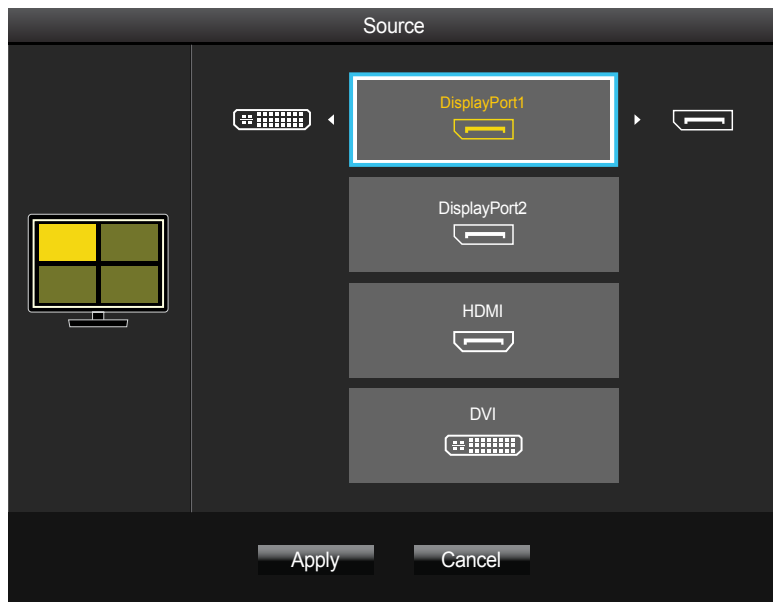 Source
DisplayPort1
DisplayPort2
HDMI
DVI
Apply Cancel